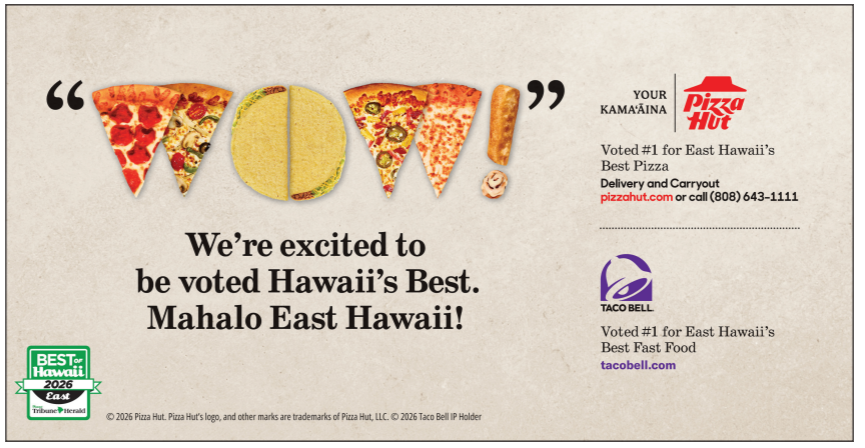 “WOW!”
We’re excited to
be voted Hawaii’s Best.
Mahalo East Hawaii!
BEST OF
Hawaii
2026
East
Tribune Herald
© 2026 Pizza Hut. Pizza Hut’s logo, and other marks are trademarks of Pizza Hut, LLC. © 2026 Taco Bell IP Holder
YOUR
KAMA‘ĀINA
Pizza
Hut
Voted #1 for East Hawaii’s
Best Pizza
Delivery and Carryout
pizzahut.com or call (808) 643-1111
TACO BELL
Voted #1 for East Hawaii’s
Best Fast Food
tacobell.com